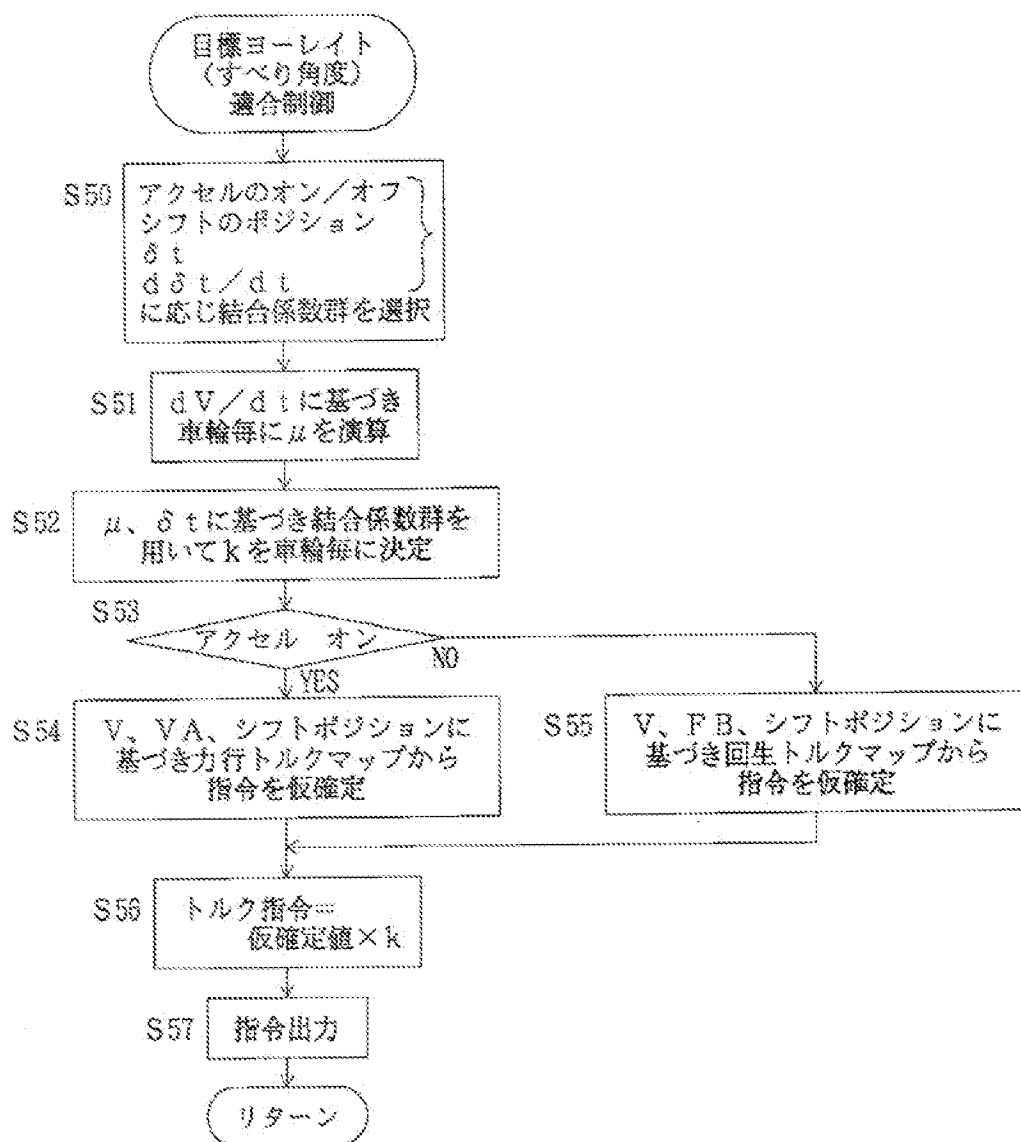 目標ヨーレイト
(すべり角度)
適合制御
S50
アクセルのオン/オフ
シフトのポジション
δt
dδt/dt
に応じ結合係数群を選択
S51
dV/dtに基づき
車輪毎にμを演算
S52
μ、δtに基づき結合係数群を
用いてkを車輪毎に決定
S53
アクセル オン
NO
YES
S54
V、VA、シフトポジションに
基づき力行トルクマップから
指令を仮確定
S55
V、FB、シフトポジションに
基づき回生トルクマップから
指令を仮確定
S56
トルク指令=
仮確定値×k
S57
指令出力
リターン